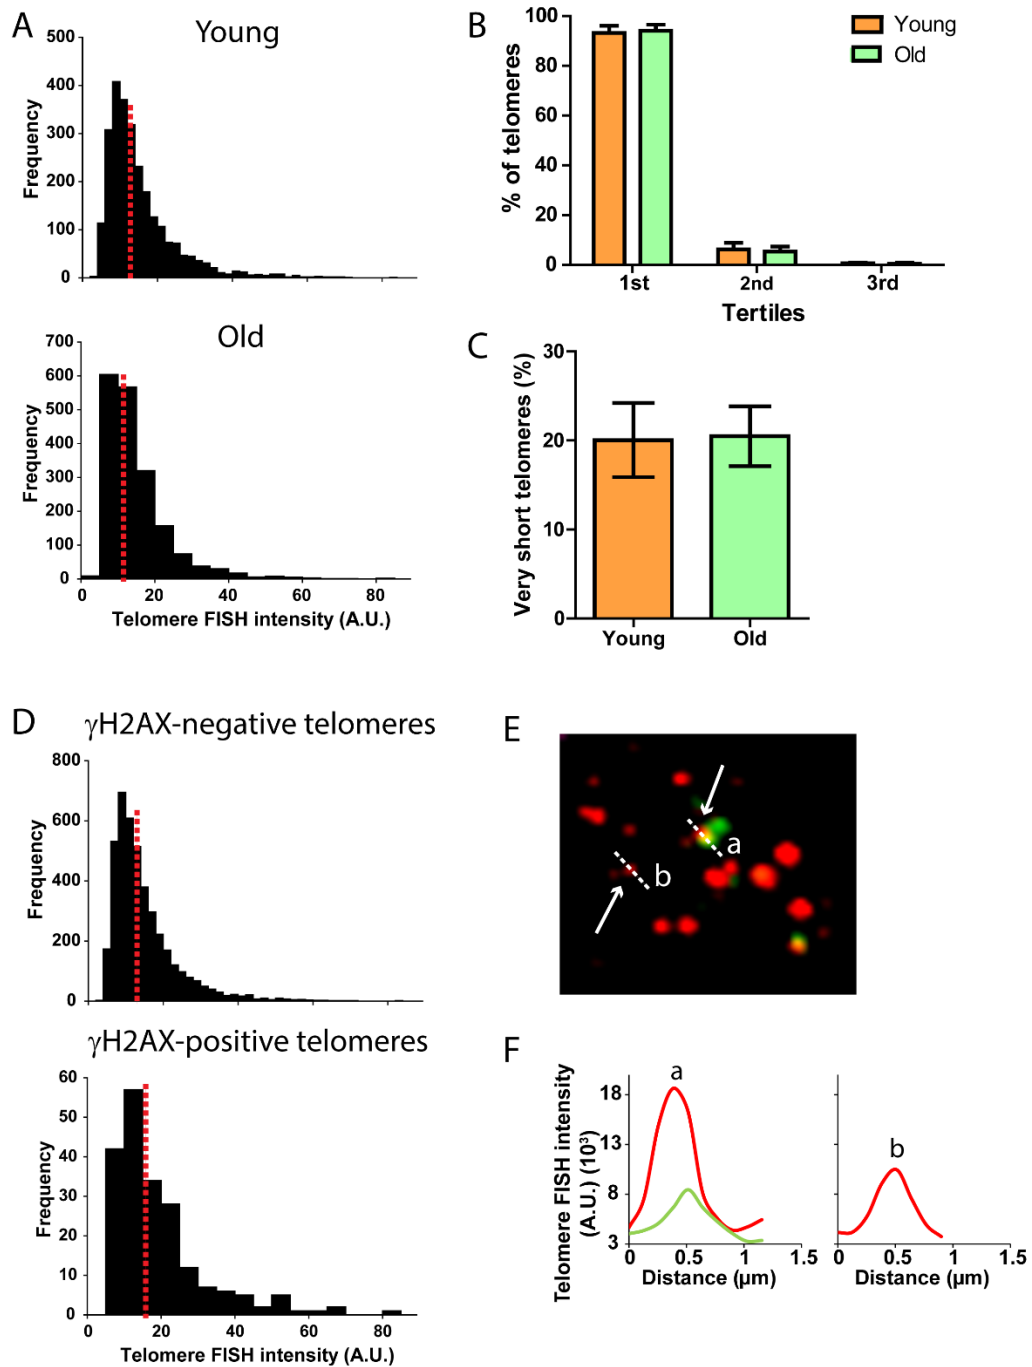 A
Young
Frequency
500
400
300
200
100
0
Old
Frequency
700
600
500
400
300
200
100
0
0 20 40 60 80
Telomere FISH intensity (A.U.)
B
% of telomeres
100
80
60
40
20
0
1st 2nd 3rd
Tertiles
Young
Old
C
Very short telomeres (%)
30
20
10
0
Young Old
D
γH2AX-negative telomeres
Frequency
800
600
400
200
0
γH2AX-positive telomeres
Frequency
60
50
40
30
20
10
0
0 20 40 60 80
Telomere FISH intensity (A.U.)
E
a
b
F
Telomere FISH intensity
(A.U.) (10³)
18
13
8
3
a
0 0.5 1 1.5
Distance (µm)
b
0 0.5 1 1.5
Distance (µm)